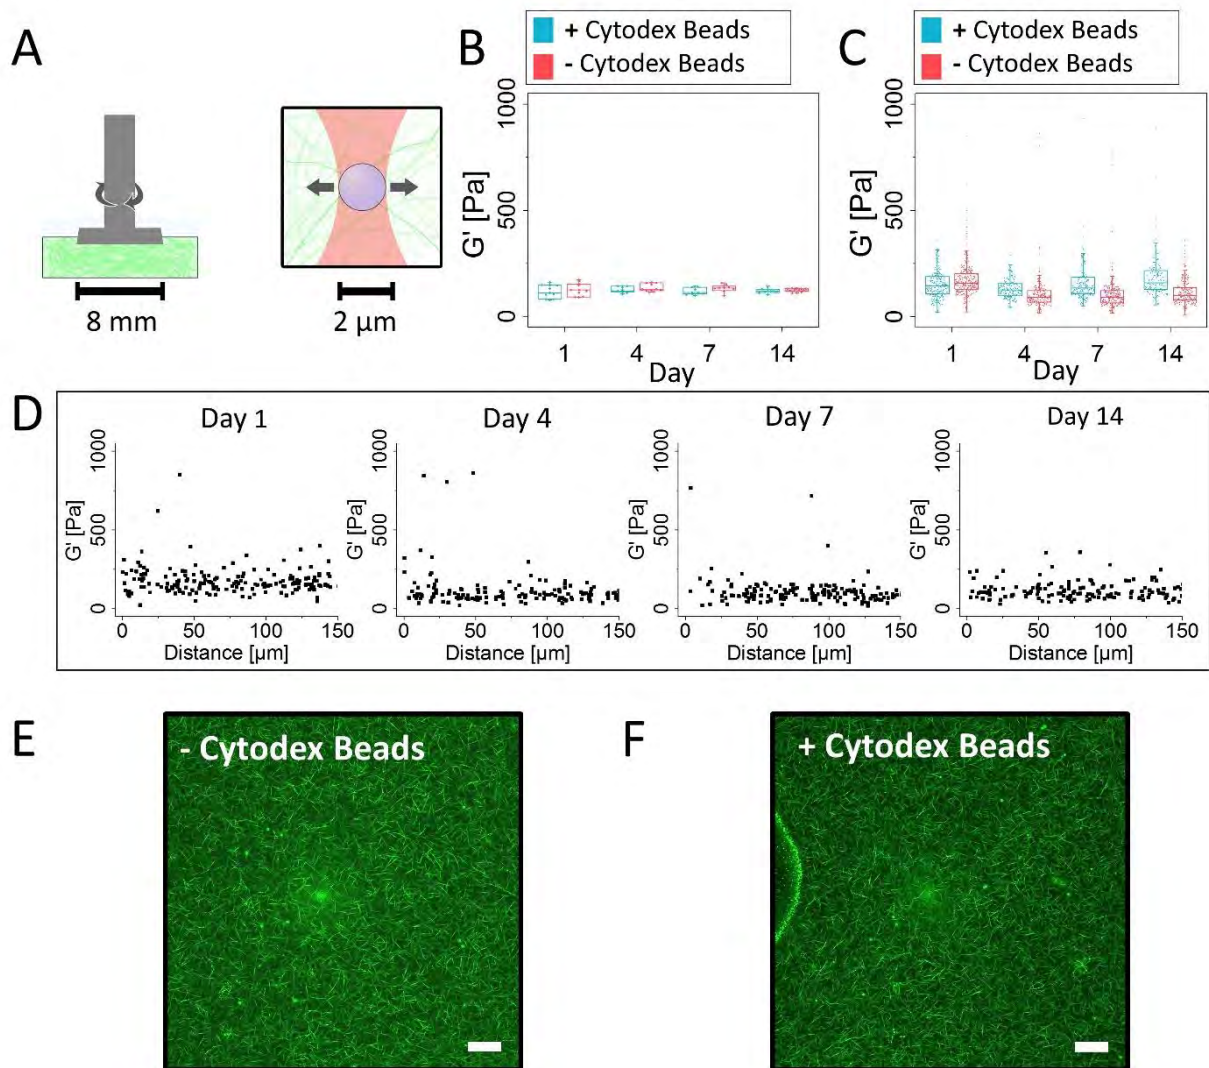 A
8 mm
2 µm
B
+ Cytodex Beads
- Cytodex Beads
G' [Pa]
1000
500
0
1 4 7 14
Day
C
+ Cytodex Beads
- Cytodex Beads
G' [Pa]
1000
500
0
1 4 7 14
Day
D
Day 1
G' [Pa]
1000
500
0
0 50 100 150
Distance [µm]
Day 4
G' [Pa]
1000
500
0
0 50 100 150
Distance [µm]
Day 7
G' [Pa]
1000
500
0
0 50 100 150
Distance [µm]
Day 14
G' [Pa]
1000
500
0
0 50 100 150
Distance [µm]
E
- Cytodex Beads
F
+ Cytodex Beads